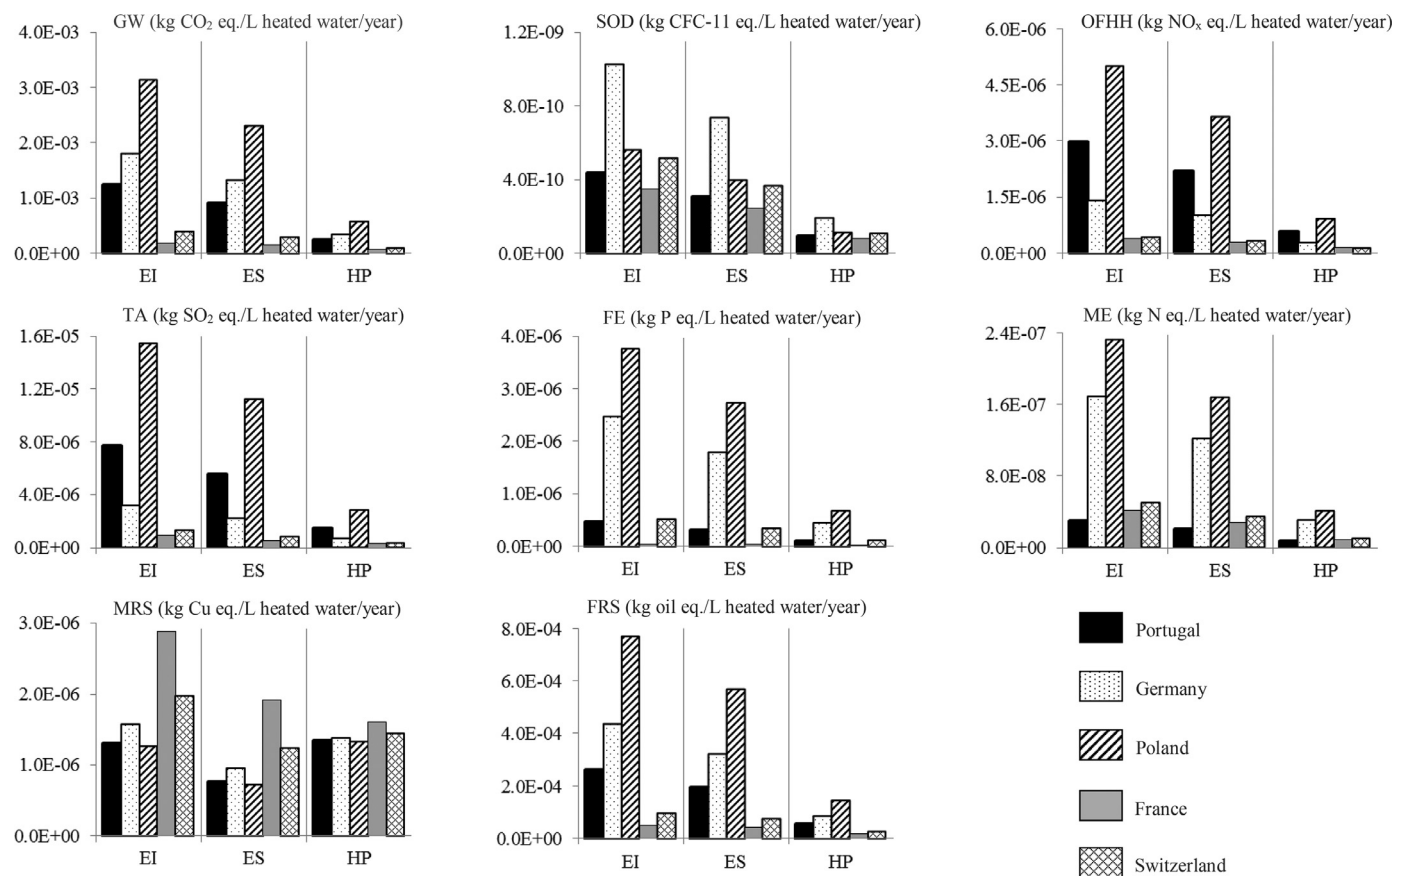 GW (kg CO₂ eq./L heated water/year)
4.0E-03
3.0E-03
2.0E-03
1.0E-03
0.0E+00
EI ES HP
SOD (kg CFC-11 eq./L heated water/year)
1.2E-09
8.0E-10
4.0E-10
0.0E+00
EI ES HP
OFHH (kg NOₓ eq./L heated water/year)
6.0E-06
4.5E-06
3.0E-06
1.5E-06
0.0E+00
EI ES HP
TA (kg SO₂ eq./L heated water/year)
1.6E-05
1.2E-05
8.0E-06
4.0E-06
0.0E+00
EI ES HP
FE (kg P eq./L heated water/year)
4.0E-06
3.0E-06
2.0E-06
1.0E-06
0.0E+00
EI ES HP
ME (kg N eq./L heated water/year)
2.4E-07
1.6E-07
8.0E-08
0.0E+00
EI ES HP
MRS (kg Cu eq./L heated water/year)
3.0E-06
2.0E-06
1.0E-06
0.0E+00
EI ES HP
FRS (kg oil eq./L heated water/year)
8.0E-04
6.0E-04
4.0E-04
2.0E-04
0.0E+00
EI ES HP
Portugal
Germany
Poland
France
Switzerland